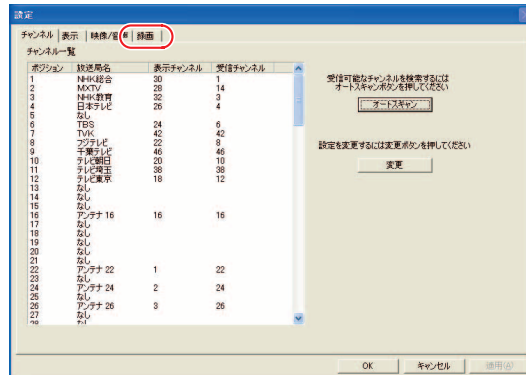 設定
チャンネル 表示 録画
チャンネル一覧
ポジション 放送局名 表示チャンネル 受信チャンネル
1 NHK総合 30 1
2 MXTV 28 14
3 NHK教育 32 3
4 日本テレビ 26 4
5 なし
6 TBS 24 6
7 TVK 42 42
8 フジテレビ 22 8
9 千葉テレビ 46 46
10 テレビ朝日 20 10
11 テレビ埼玉 38 38
12 テレビ東京 18 12
13 なし
14 なし
15 なし
16 アンテナ 16 16 16
17 なし
18 なし
19 なし
20 なし
21 なし
22 アンテナ 22 1 22
23 なし
24 アンテナ 24 2 24
25 なし
26 アンテナ 26 3 26
27 なし
受信可能なチャンネルを検索するには
オートスキャンボタンを押してください
オートスキャン
設定を変更するには変更ボタンを押してください
変更
OK キャンセル 適用(A)